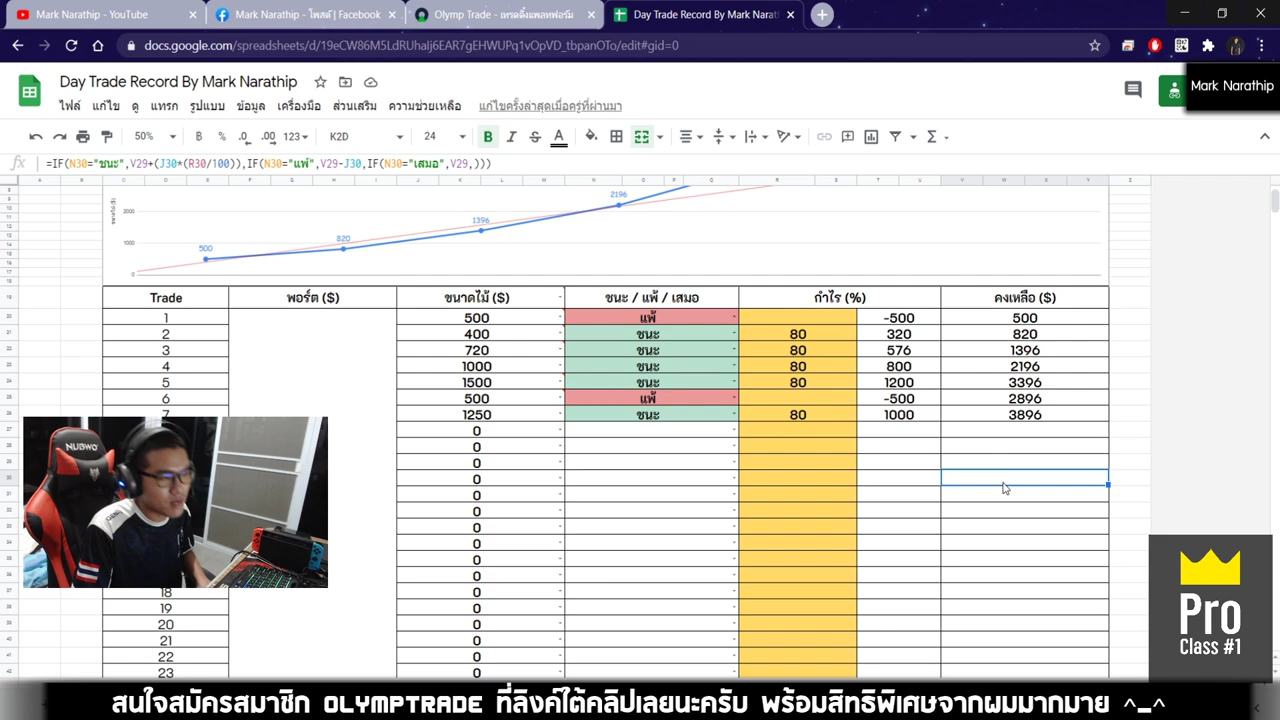 Mark Narathip - YouTube
Mark Narathip - โพสต์ | Facebook
Olymp Trade - เทรดดิ้งแพลทฟอร์ม
Day Trade Record By Mark Narat
docs.google.com/spreadsheets/d/19eCW86M5LdRUhaIj6EAR7gEHWUPq1vOpVD_tbpanOTo/edit#gid=0
Day Trade Record By Mark Narathip
Mark Narathip
ไฟล์ แก้ไข ดู แทรก รูปแบบ ข้อมูล เครื่องมือ ส่วนเสริม ความช่วยเหลือ แก้ไขครั้งล่าสุดเมื่อครู่ที่ผ่านมา
50% ฿ % .0 .00 123 K2D 24 B I S A
fx =IF(N30="ชนะ",V29+(J30*(R30/100)),IF(N30="แพ้",V29-J30,IF(N30="เสมอ",V29,)))
2196
2000
1396
1000
820
500
0
Trade พอร์ต ($) ขนาดไม้ ($) ชนะ / แพ้ / เสมอ กำไร (%) คงเหลือ ($)
1 500 แพ้ -500 500
2 400 ชนะ 80 320 820
3 720 ชนะ 80 576 1396
4 1000 ชนะ 80 800 2196
5 1500 ชนะ 80 1200 3396
6 500 แพ้ -500 2896
7 1250 ชนะ 80 1000 3896
0
0
0
0
0
0
0
0
0
0
18 0
19 0
20 0
21 0
22 0
23 0
NUBWO
Pro
Class #1
สนใจสมัครสมาชิก OLYMPTRADE ที่ลิงค์ใต้คลิปเลยนะครับ พร้อมสิทธิพิเศษจากผมมากมาย ^_^